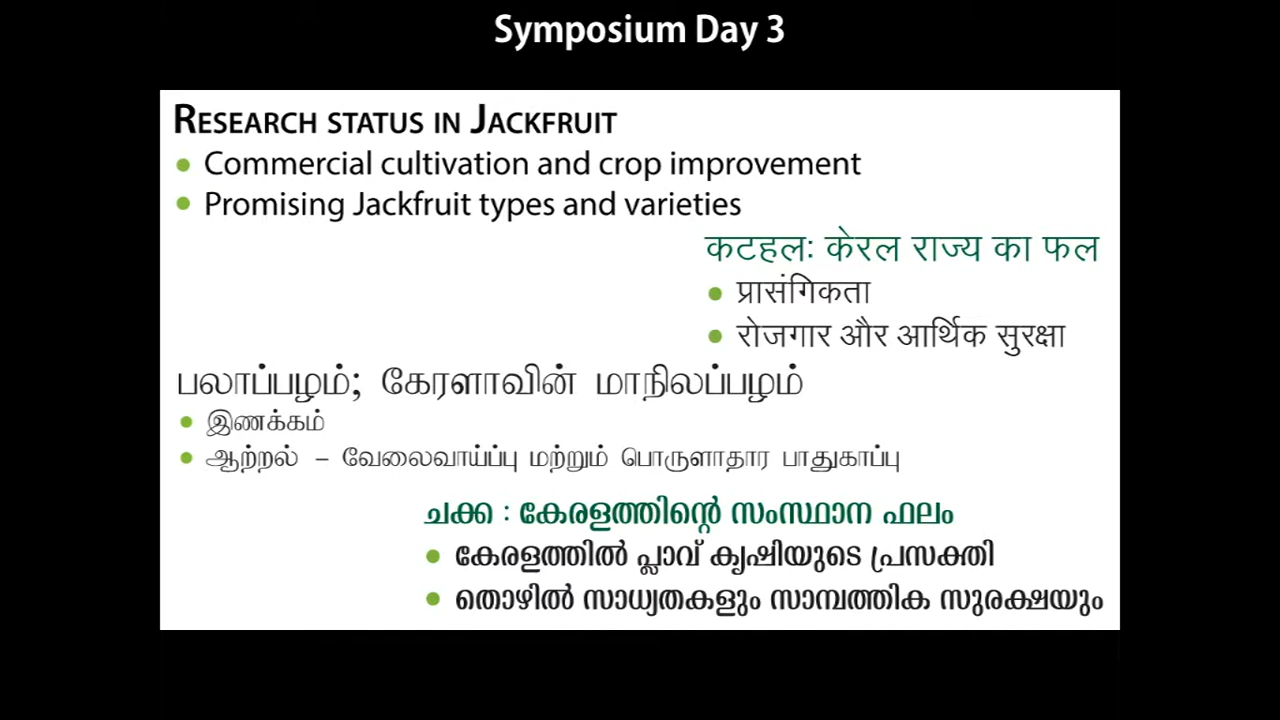 Symposium Day 3
RESEARCH STATUS IN JACKFRUIT
• Commercial cultivation and crop improvement
• Promising Jackfruit types and varieties
कटहल: केरल राज्य का फल
• प्रासंगिकता
• रोजगार और आर्थिक सुरक्षा
பலாப்பழம்; கேரளாவின் மாநிலப்பழம்
• இணக்கம்
• ஆற்றல் – வேலைவாய்ப்பு மற்றும் பொருளாதார பாதுகாப்பு
ചക്ക : കേരളത്തിന്റെ സംസ്ഥാന ഫലം
• കേരളത്തിൽ പ്ലാവ് കൃഷിയുടെ പ്രസക്തി
• തൊഴിൽ സാധ്യതകളും സാമ്പത്തിക സുരക്ഷയും